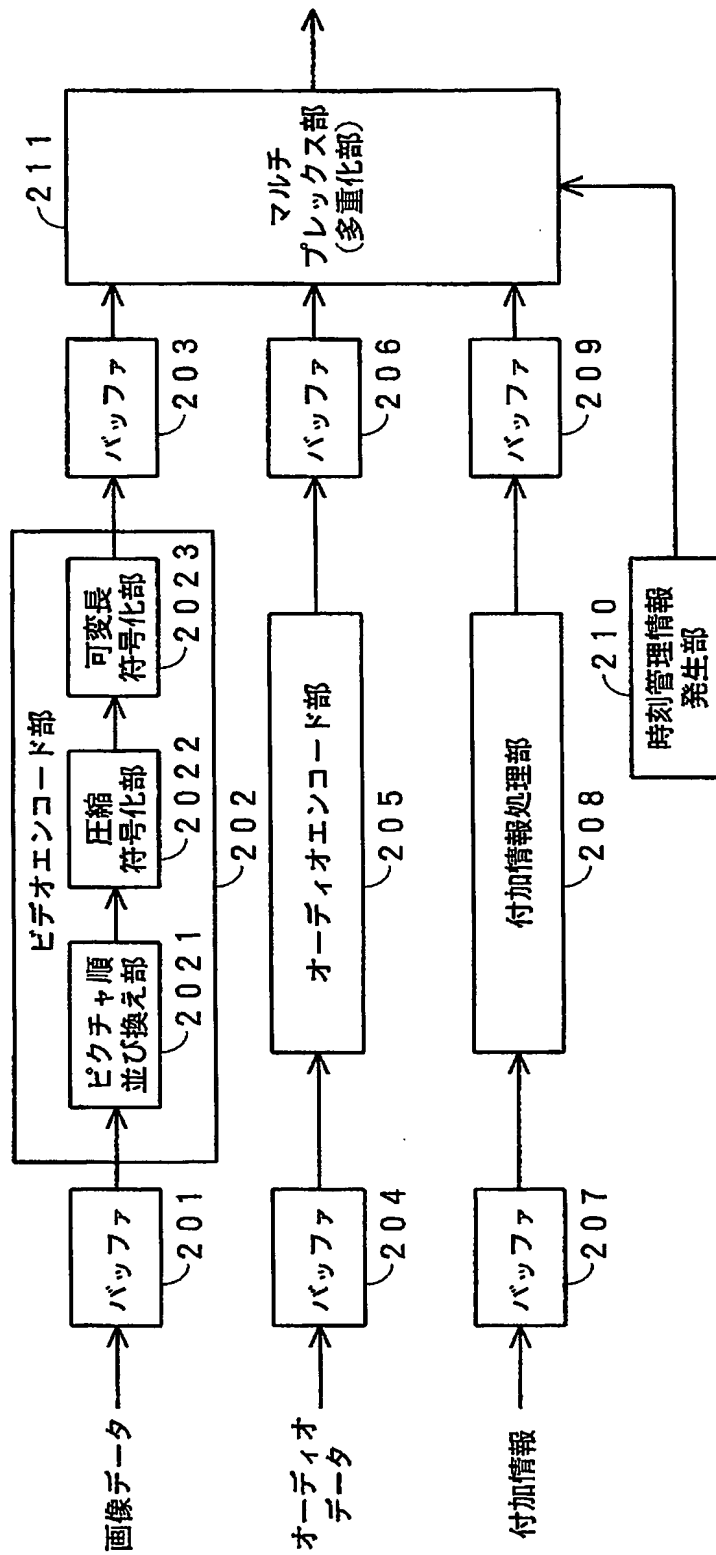 画像データ
バッファ
201
ビデオエンコード部
ピクチャ順
並び換え部
2021
圧縮
符号化部
2022
可変長
符号化部
2023
202
バッファ
203
オーディオ
データ
バッファ
204
オーディオエンコード部
205
バッファ
206
付加情報
バッファ
207
付加情報処理部
208
バッファ
209
時刻管理情報
発生部
210
マルチ
プレックス部
(多重化部)
211